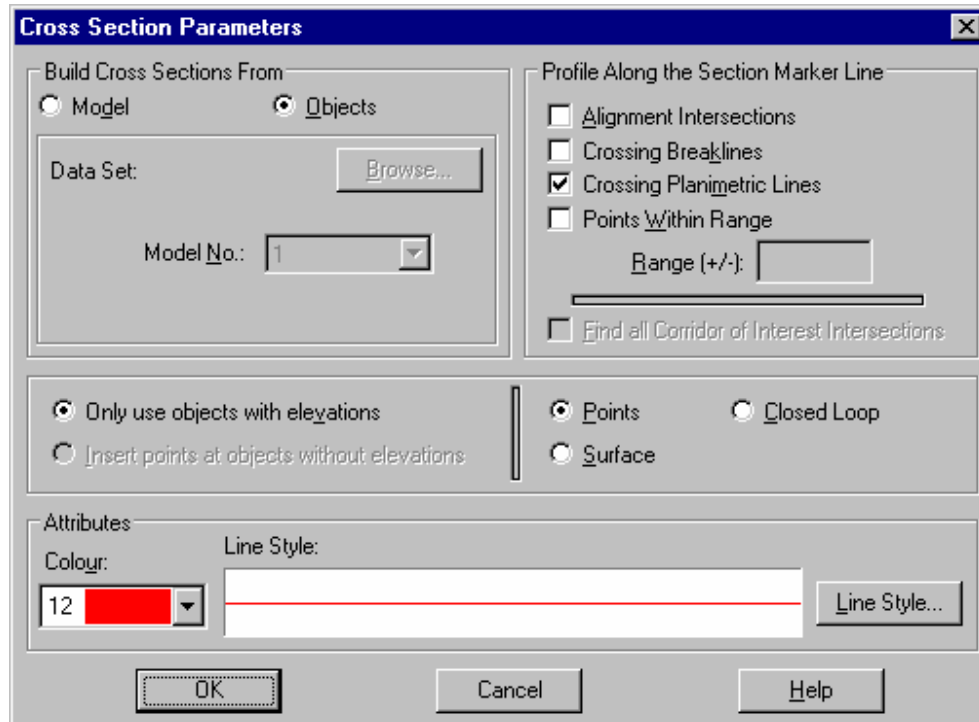 Cross Section Parameters
Build Cross Sections From
Model
Objects
Data Set:
Browse...
Model No.:
1
Profile Along the Section Marker Line
Alignment Intersections
Crossing Breaklines
Crossing Planimetric Lines
Points Within Range
Range (+/-):
Find all Corridor of Interest Intersections
Only use objects with elevations
Insert points at objects without elevations
Points
Closed Loop
Surface
Attributes
Colour:
12
Line Style:
Line Style...
OK
Cancel
Help